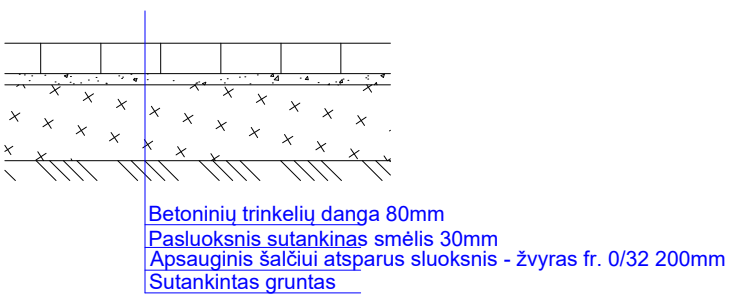 Betoninių trinkelių danga 80mm
Pasluoksnis sutankinas smėlis 30mm
Apsauginis šalčiui atsparus sluoksnis - žvyras fr. 0/32 200mm
Sutankintas gruntas